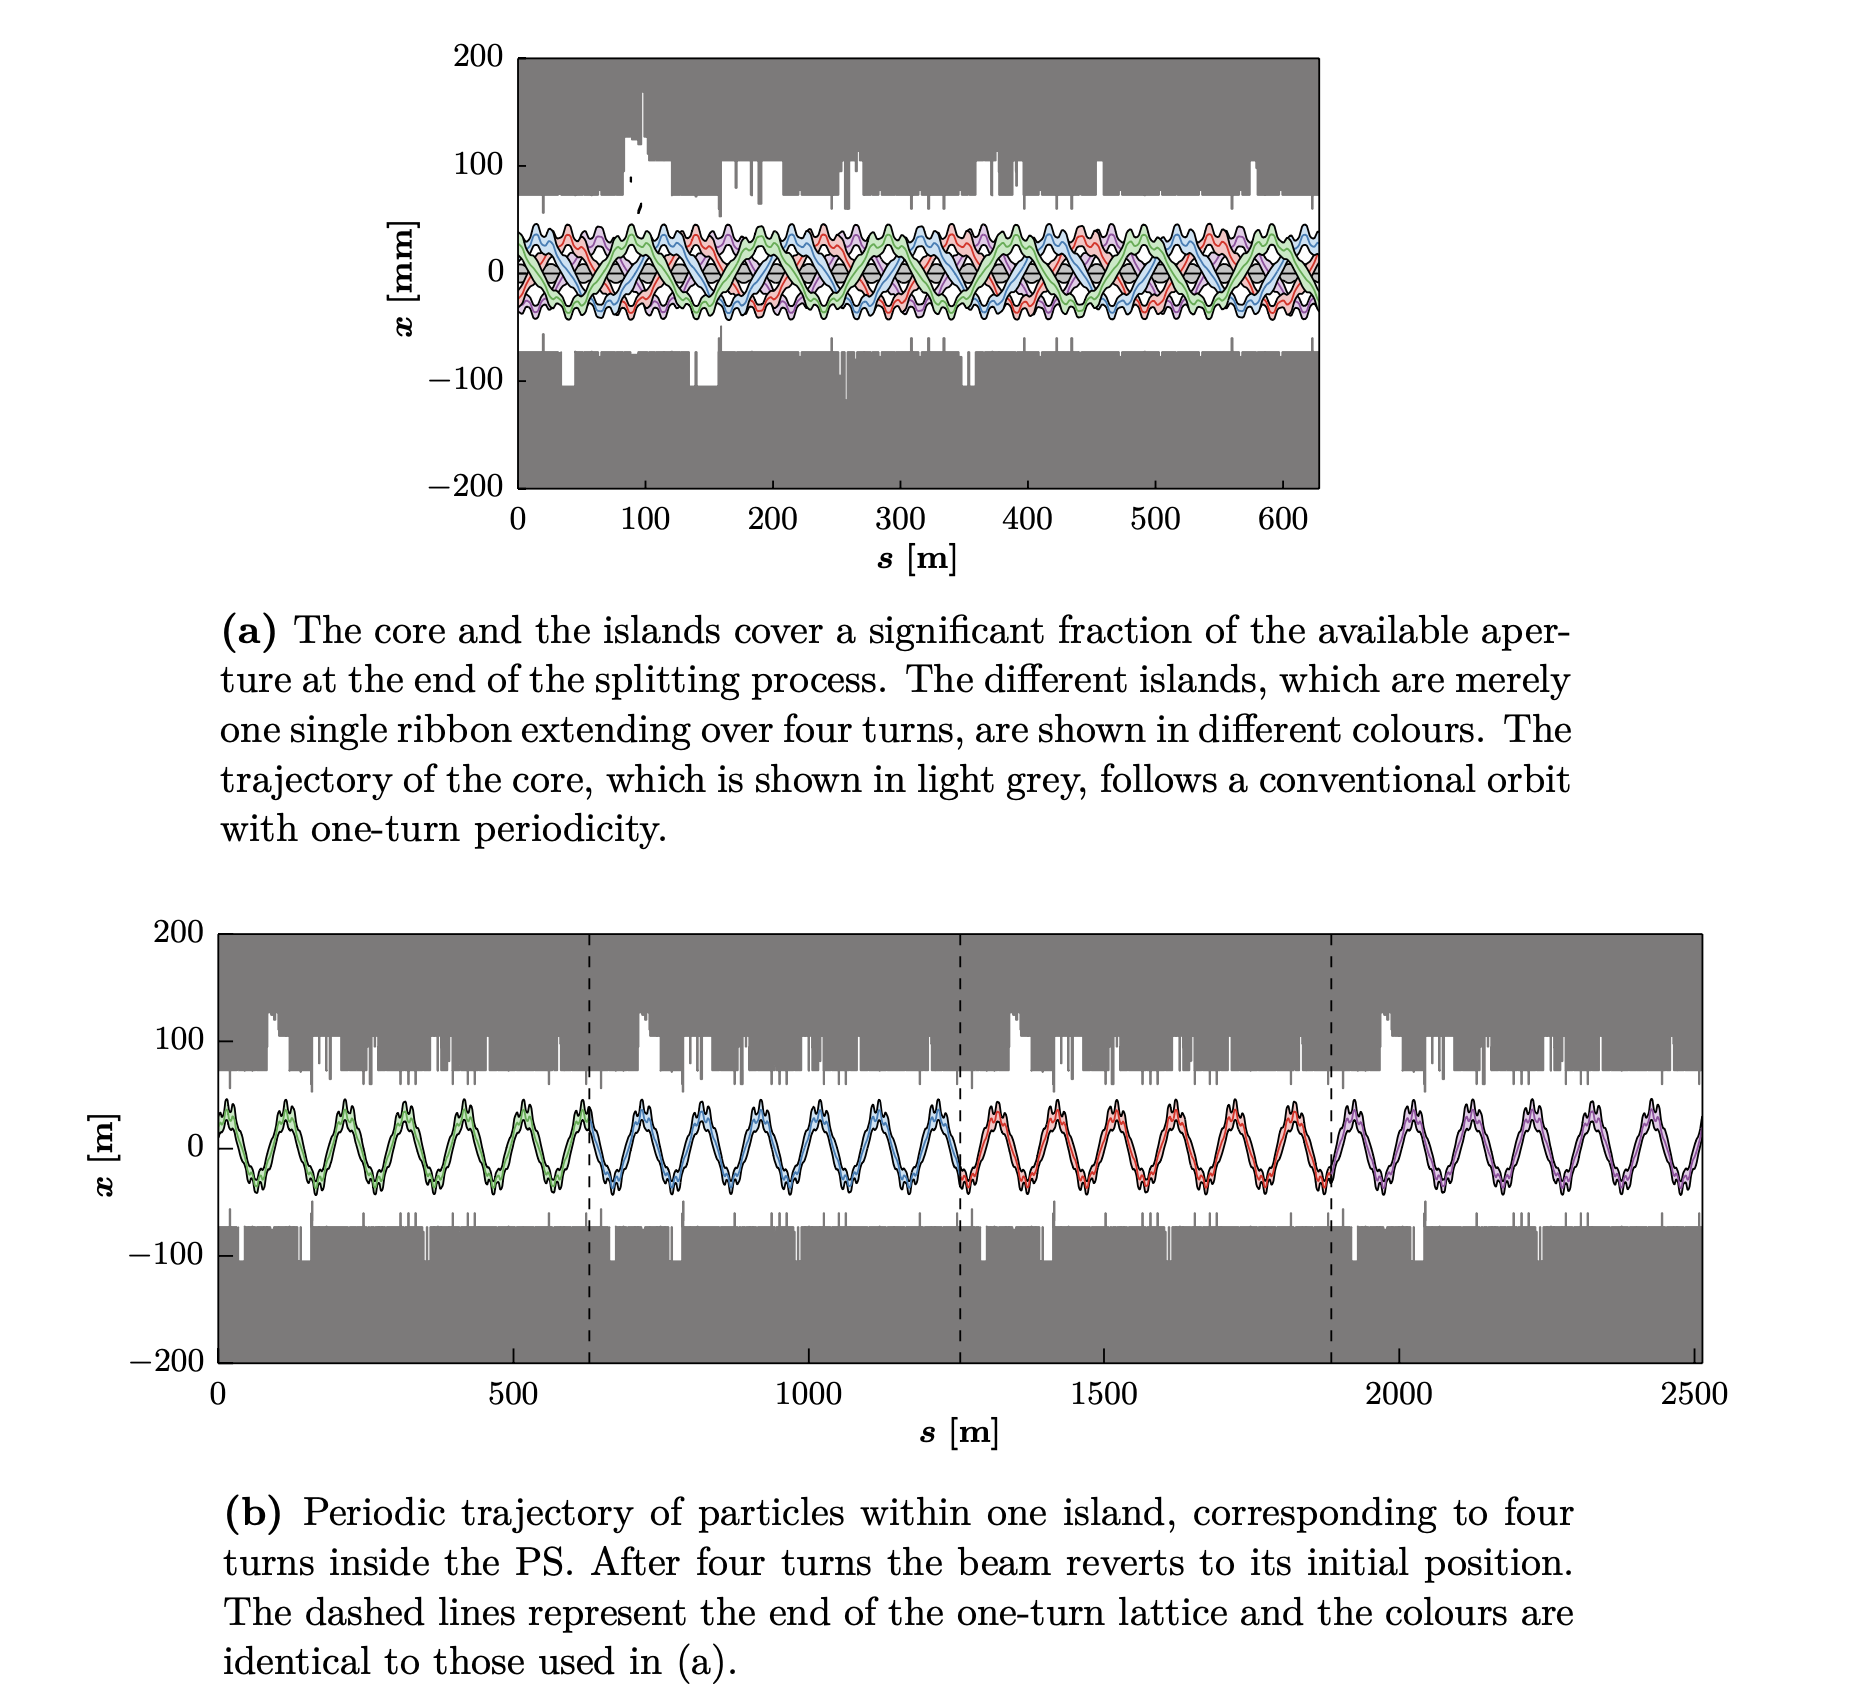 200
100
0
−100
−200
x [mm]
0 100 200 300 400 500 600
s [m]
(a) The core and the islands cover a significant fraction of the available aper-
ture at the end of the splitting process. The different islands, which are merely
one single ribbon extending over four turns, are shown in different colours. The
trajectory of the core, which is shown in light grey, follows a conventional orbit
with one-turn periodicity.
200
100
0
−100
−200
x [m]
0 500 1000 1500 2000 2500
s [m]
(b) Periodic trajectory of particles within one island, corresponding to four
turns inside the PS. After four turns the beam reverts to its initial position.
The dashed lines represent the end of the one-turn lattice and the colours are
identical to those used in (a).